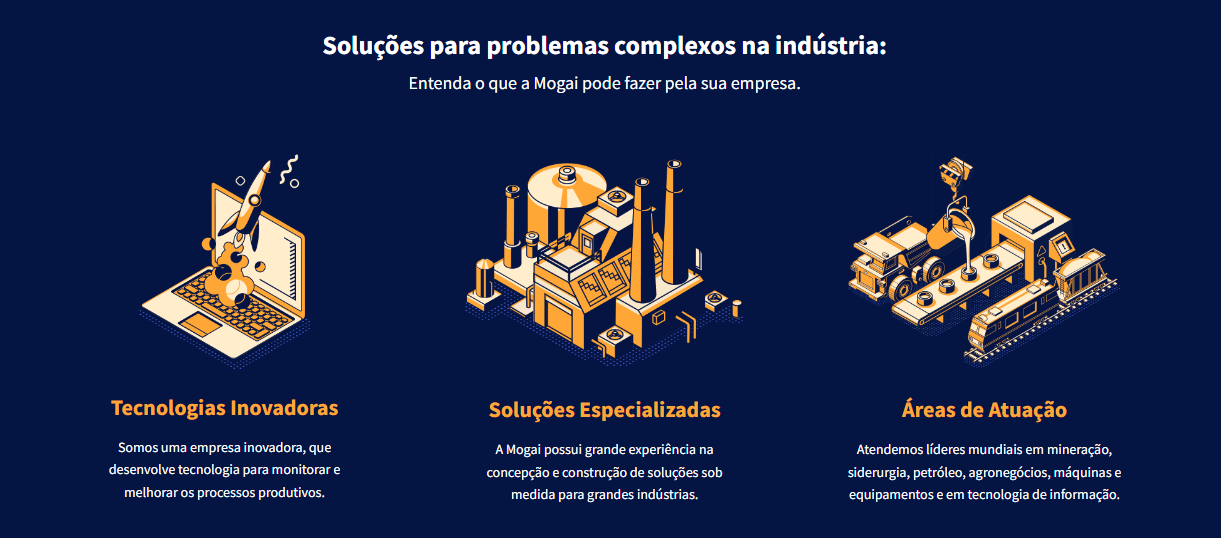 Soluções para problemas complexos na indústria:
Entenda o que a Mogai pode fazer pela sua empresa.
Tecnologias Inovadoras
Somos uma empresa inovadora, que
desenvolve tecnologia para monitorar e
melhorar os processos produtivos.
Soluções Especializadas
A Mogai possui grande experiência na
concepção e construção de soluções sob
medida para grandes indústrias.
Áreas de Atuação
Atendemos líderes mundiais em mineração,
siderurgia, petróleo, agronegócios, máquinas e
equipamentos e em tecnologia de informação.